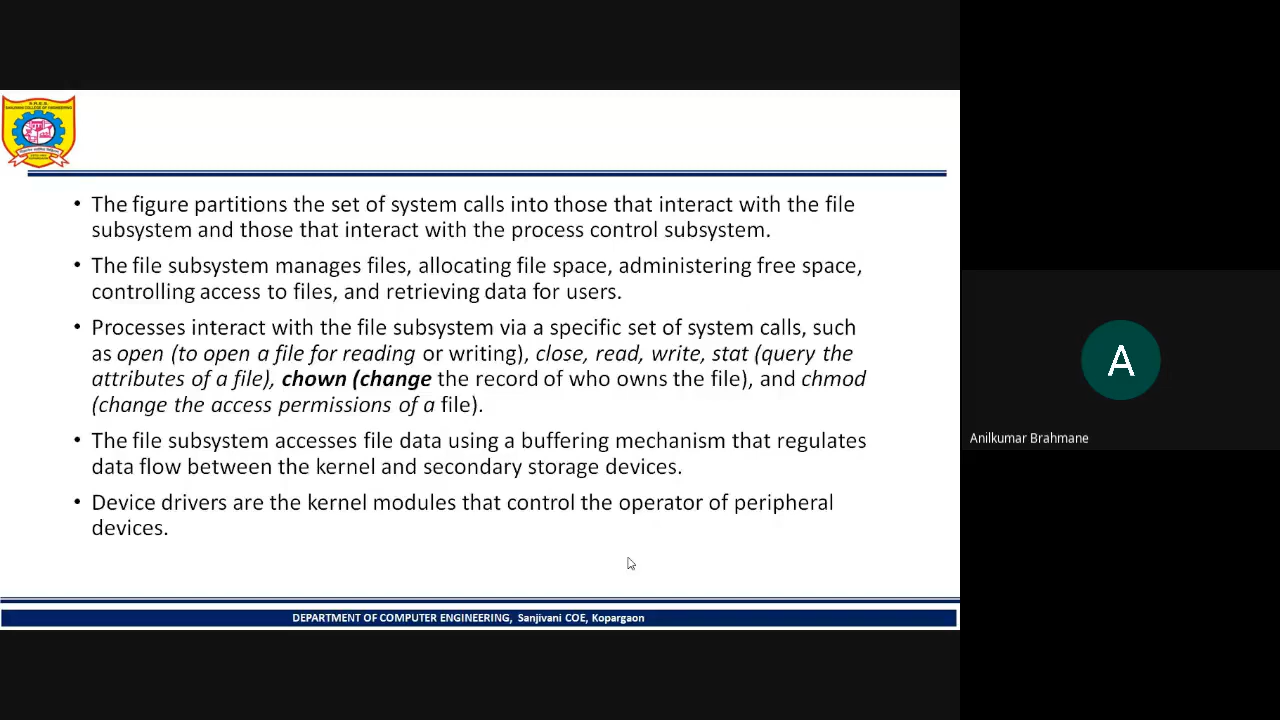 • The figure partitions the set of system calls into those that interact with the file
subsystem and those that interact with the process control subsystem.
• The file subsystem manages files, allocating file space, administering free space,
controlling access to files, and retrieving data for users.
• Processes interact with the file subsystem via a specific set of system calls, such
as open (to open a file for reading or writing), close, read, write, stat (query the
attributes of a file), chown (change the record of who owns the file), and chmod
(change the access permissions of a file).
• The file subsystem accesses file data using a buffering mechanism that regulates
data flow between the kernel and secondary storage devices.
• Device drivers are the kernel modules that control the operator of peripheral
devices.
DEPARTMENT OF COMPUTER ENGINEERING, Sanjivani COE, Kopargaon
A
Anilkumar Brahmane